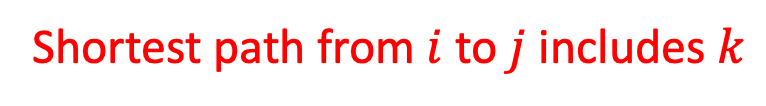 Shortest path from 𝑖 to 𝑗 includes 𝑘